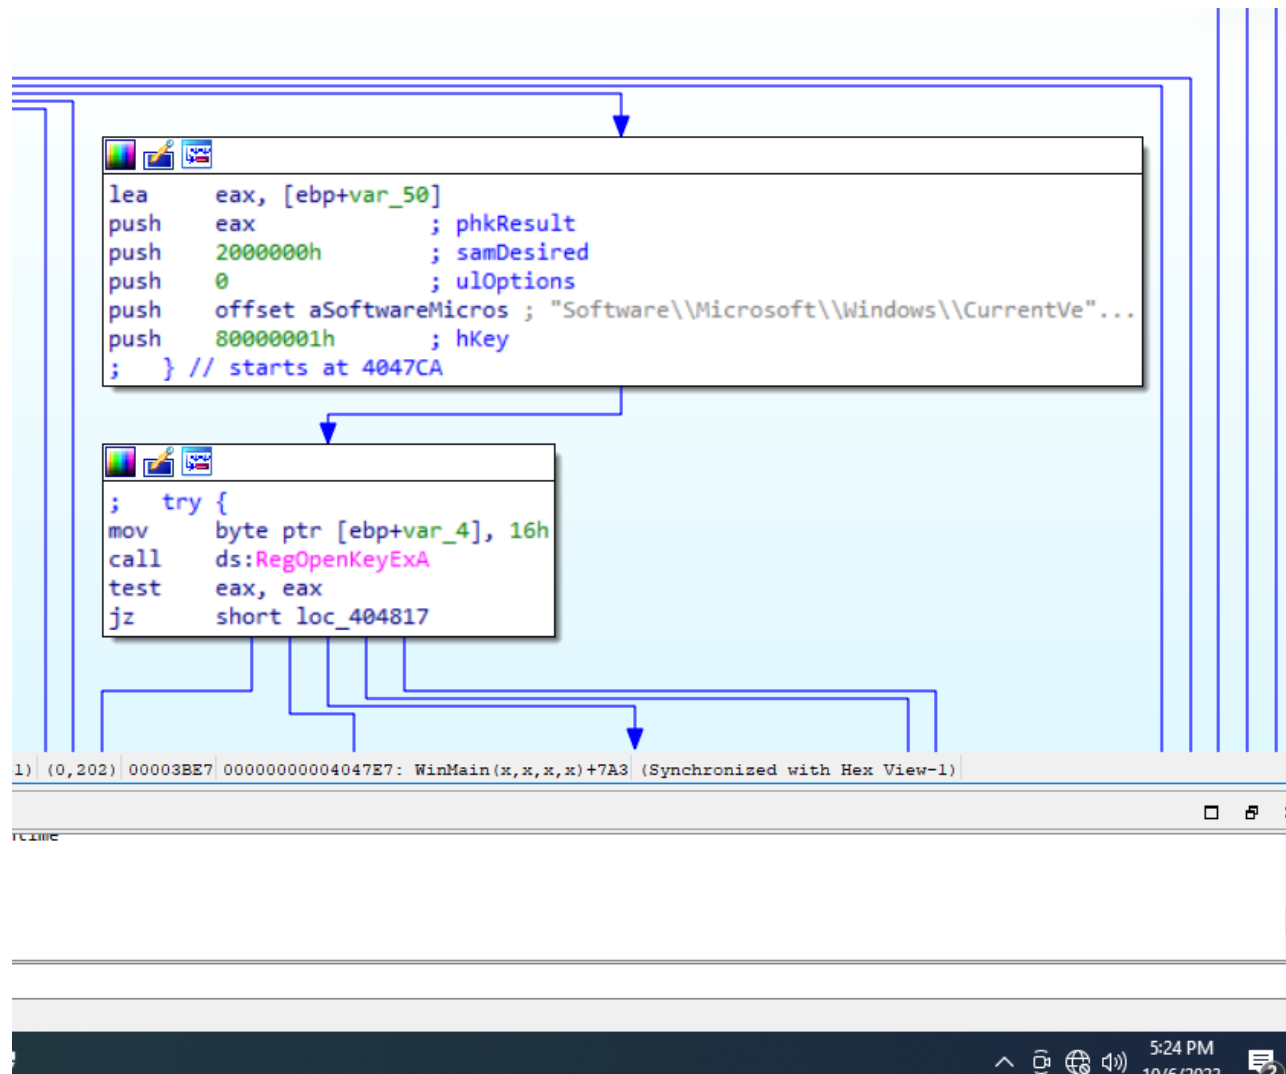 lea eax, [ebp+var_50]
push eax ; phkResult
push 2000000h ; samDesired
push 0 ; ulOptions
push offset aSoftwareMicros ; "Software\\Microsoft\\Windows\\CurrentVe"...
push 80000001h ; hKey
; } // starts at 4047CA
; try {
mov byte ptr [ebp+var_4], 16h
call ds:RegOpenKeyExA
test eax, eax
jz short loc_404817
1) (0,202) 00003BE7 00000000004047E7: WinMain(x,x,x,x)+7A3 (Synchronized with Hex View-1)
5:24 PM